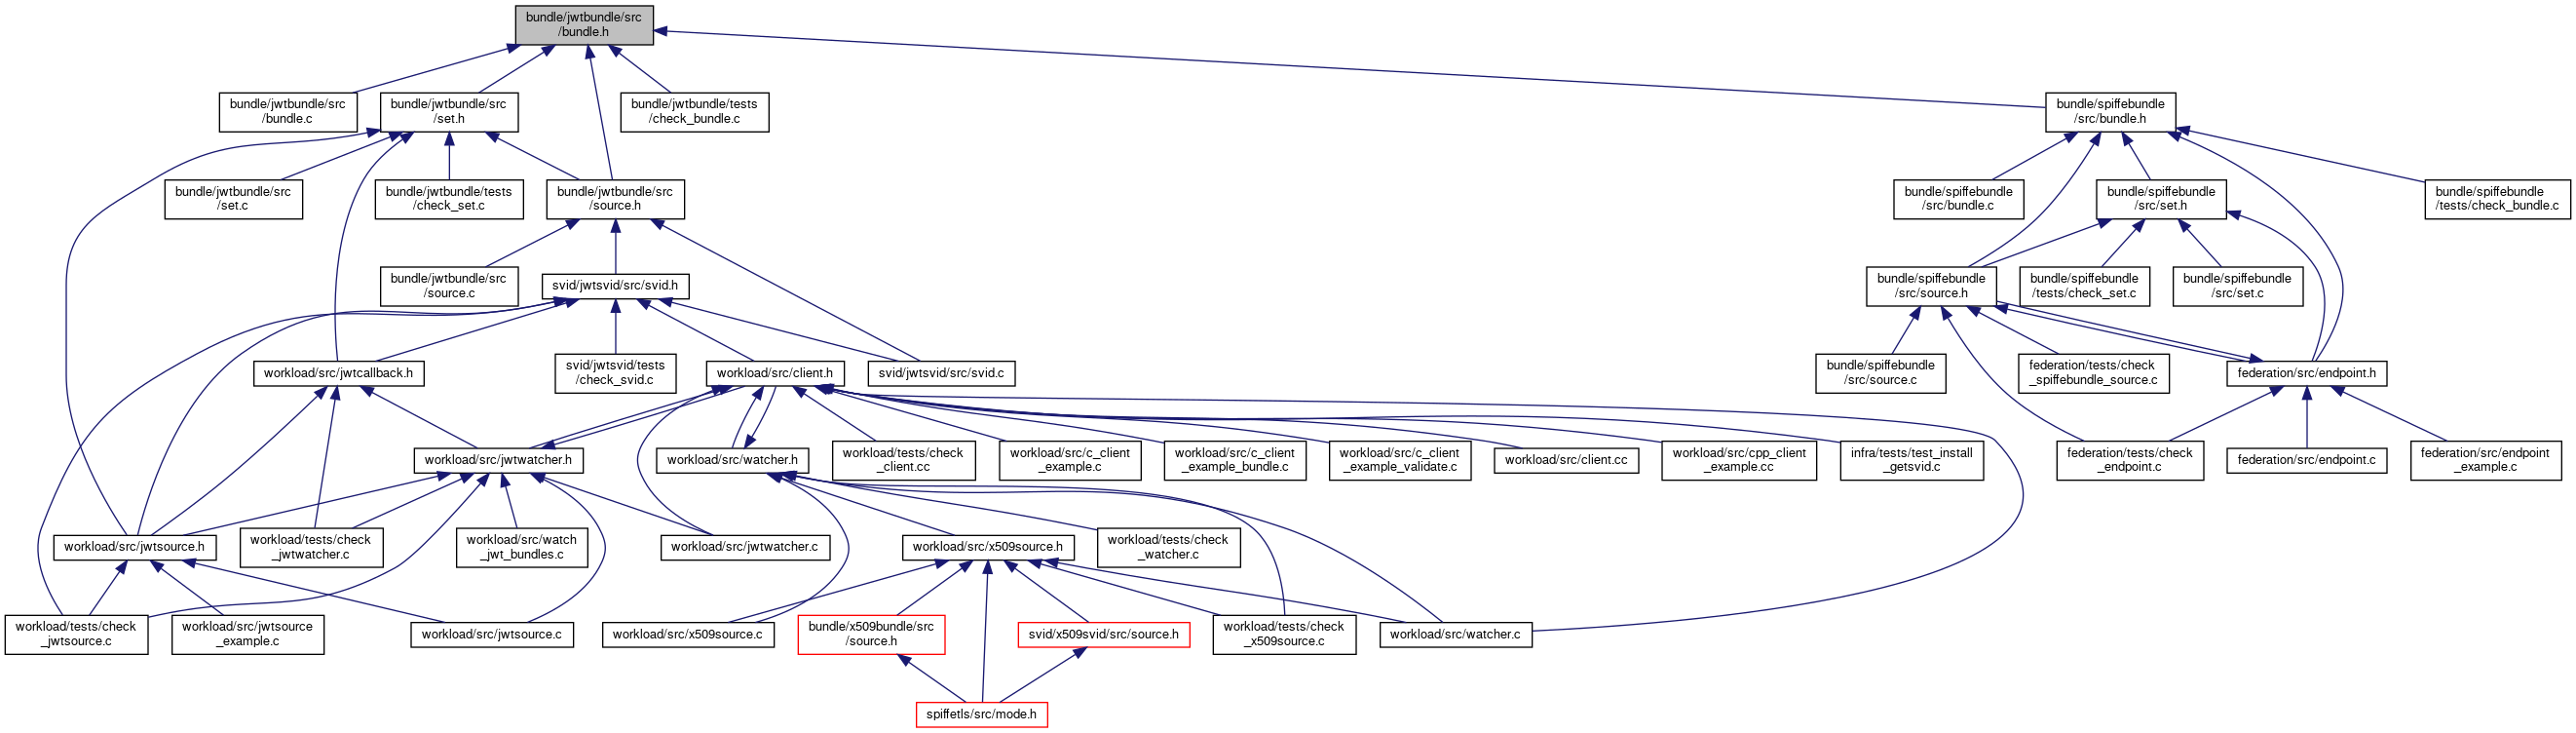 bundle/jwtbundle/src
/bundle.h
bundle/jwtbundle/src
/bundle.c
bundle/jwtbundle/src
/set.h
bundle/jwtbundle/tests
/check_bundle.c
bundle/spiffebundle
/src/bundle.h
bundle/jwtbundle/src
/set.c
bundle/jwtbundle/tests
/check_set.c
bundle/jwtbundle/src
/source.h
bundle/spiffebundle
/src/bundle.c
bundle/spiffebundle
/src/set.h
bundle/spiffebundle
/tests/check_bundle.c
bundle/jwtbundle/src
/source.c
svid/jwtsvid/src/svid.h
bundle/spiffebundle
/src/source.h
bundle/spiffebundle
/tests/check_set.c
bundle/spiffebundle
/src/set.c
workload/src/jwtcallback.h
svid/jwtsvid/tests
/check_svid.c
workload/src/client.h
svid/jwtsvid/src/svid.c
bundle/spiffebundle
/src/source.c
federation/tests/check
_spiffebundle_source.c
federation/src/endpoint.h
workload/src/jwtwatcher.h
workload/src/watcher.h
workload/tests/check
_client.cc
workload/src/c_client
_example.c
workload/src/c_client
_example_bundle.c
workload/src/c_client
_example_validate.c
workload/src/client.cc
workload/src/cpp_client
_example.cc
infra/tests/test_install
_getsvid.c
federation/tests/check
_endpoint.c
federation/src/endpoint.c
federation/src/endpoint
_example.c
workload/src/jwtsource.h
workload/tests/check
_jwtwatcher.c
workload/src/watch
_jwt_bundles.c
workload/src/jwtwatcher.c
workload/src/x509source.h
workload/tests/check
_watcher.c
workload/tests/check
_jwtsource.c
workload/src/jwtsource
_example.c
workload/src/jwtsource.c
workload/src/x509source.c
bundle/x509bundle/src
/source.h
svid/x509svid/src/source.h
workload/tests/check
_x509source.c
workload/src/watcher.c
spiffetls/src/mode.h